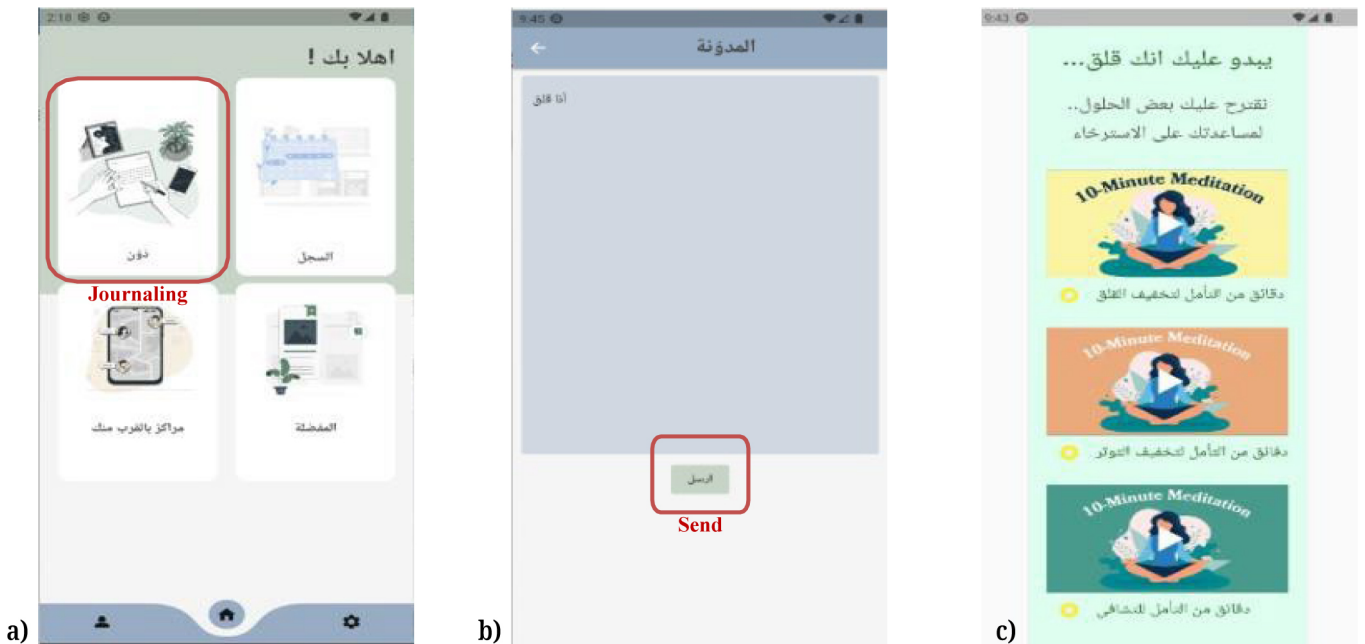 2:18
اهلا بك !
دوّن
السجل
Journaling
مراكز بالقرب منك
المفضلة
a)
9:45
المدوّنة
أنا قلق
ارسل
Send
b)
9:43
يبدو عليك انك قلق...
نقترح عليك بعض الحلول..
لمساعدتك على الاسترخاء
10-Minute Meditation
دقائق من التأمل لتخفيف القلق
10-Minute Meditation
دقائق من التأمل لتخفيف التوتر
10-Minute Meditation
دقائق من التأمل للتشافي
c)